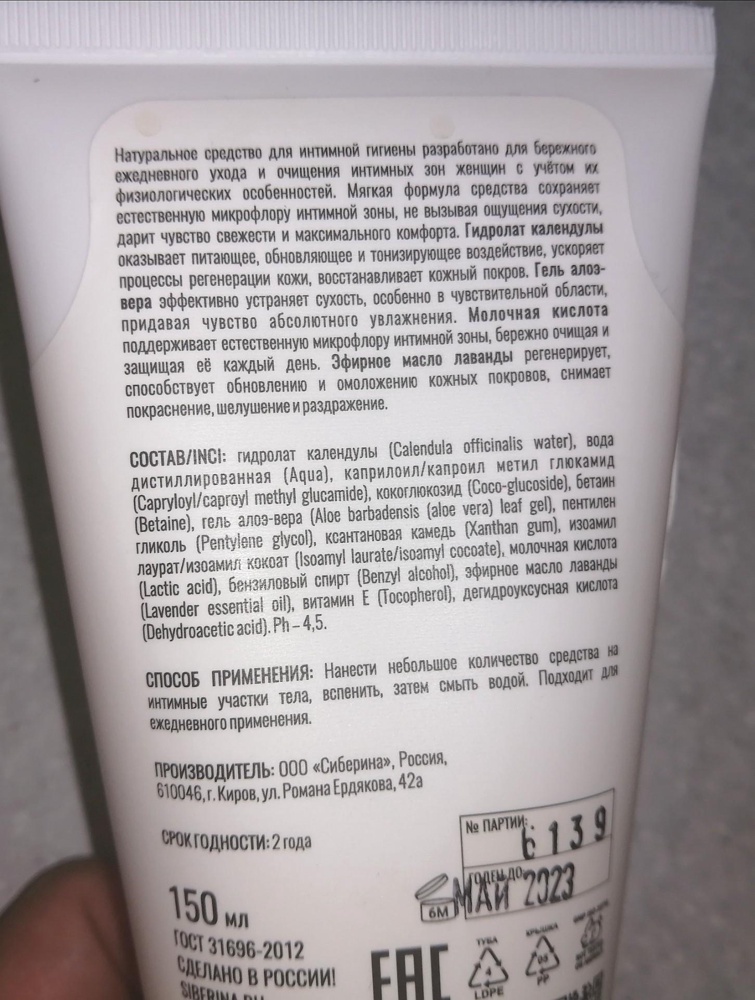 Натуральное средство для интимной гигиены разработано для бережного
ежедневного ухода и очищения интимных зон женщин с учётом их
физиологических особенностей. Мягкая формула средства сохраняет
естественную микрофлору интимной зоны, не вызывая ощущения сухости,
дарит чувство свежести и максимального комфорта. Гидролат календулы
оказывает питающее, обновляющее и тонизирующее воздействие, ускоряет
процессы регенерации кожи, восстанавливает кожный покров. Гель алоэ-
вера эффективно устраняет сухость, особенно в чувствительной области,
придавая чувство абсолютного увлажнения. Молочная кислота
поддерживает естественную микрофлору интимной зоны, бережно очищая и
защищая её каждый день. Эфирное масло лаванды регенерирует,
способствует обновлению и омоложению кожных покровов, снимает
покраснение, шелушение и раздражение.
СОСТАВ/INCI: гидролат календулы (Calendula officinalis water), вода
дистиллированная (Aqua), каприлоил/капроил метил глюкамид
(Capryloyl/caproyl methyl glucamide), кокоглюкозид (Coco-glucoside), бетаин
(Betaine), гель алоэ-вера (Aloe barbadensis (aloe vera) leaf gel), пентилен
гликоль (Pentylene glycol), ксантановая камедь (Xanthan gum), изоамил
лаурат/изоамил кокоат (Isoamyl laurate/isoamyl cocoate), молочная кислота
(Lactic acid), бензиловый спирт (Benzyl alcohol), эфирное масло лаванды
(Lavender essential oil), витамин Е (Tocopherol), дегидроуксусная кислота
(Dehydroacetic acid). Ph – 4,5.
СПОСОБ ПРИМЕНЕНИЯ: Нанести небольшое количество средства на
интимные участки тела, вспенить, затем смыть водой. Подходит для
ежедневного применения.
ПРОИЗВОДИТЕЛЬ: ООО «Сиберина», Россия,
610046, г. Киров, ул. Романа Ердякова, 42а
СРОК ГОДНОСТИ: 2 года
№ ПАРТИИ: 6139
ГОДЕН ДО: МАЙ 2023
6M
150 мл
ГОСТ 31696-2012
СДЕЛАНО В РОССИИ!
SIBERINA.RU
EAC
ТУБА
4
LDPE
КРЫШКА
05
PP